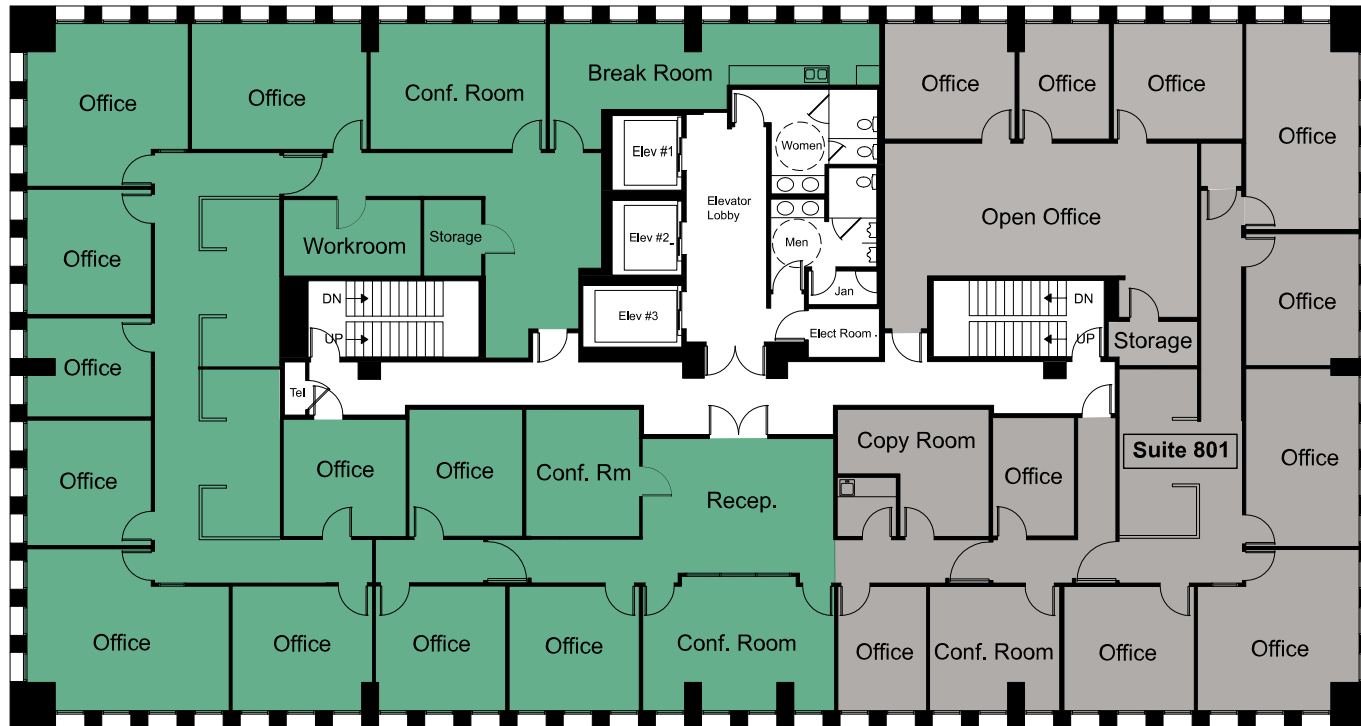 Break Room
Office
Office
Conf. Room
Office
Office
Office
Office
Elev #1
Women
Elevator
Lobby
Open Office
Workroom
Storage
Elev #2
Men
Office
Office
Jan
DN
UP
Elev #3
Elect Room
DN
UP
Storage
Office
Tel
Office
Office
Office
Conf. Rm
Recep.
Copy Room
Office
Suite 801
Office
Office
Office
Office
Office
Office
Conf. Room
Office
Conf. Room
Office
Office